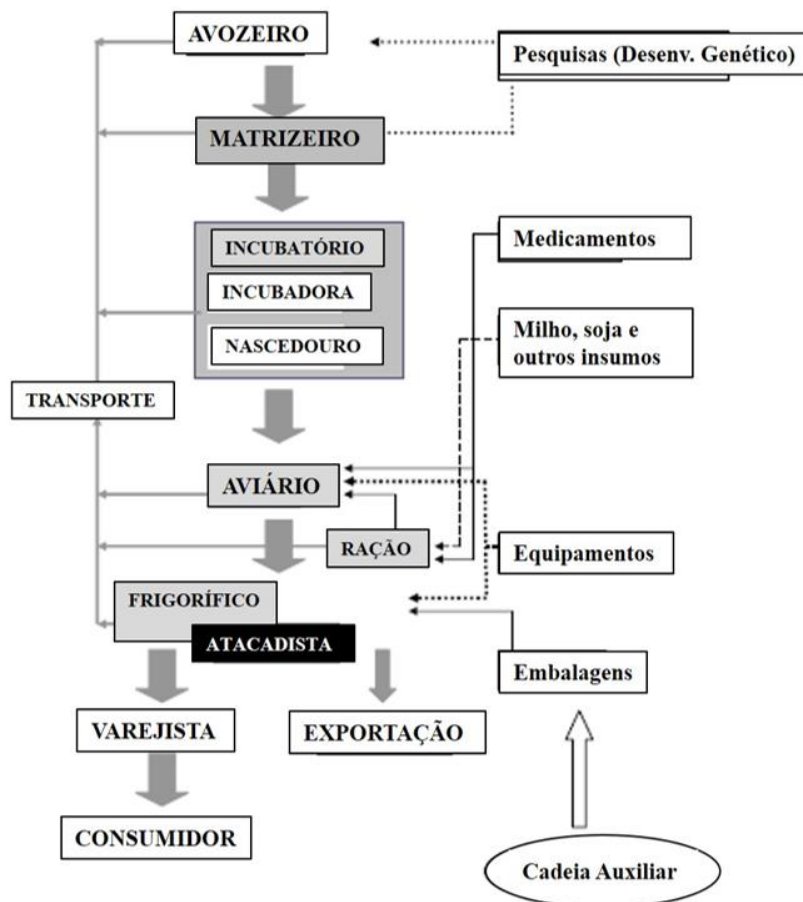 AVOZEIRO
Pesquisas (Desenv. Genético)
MATRIZEIRO
INCUBATÓRIO
INCUBADORA
NASCEDOURO
Medicamentos
Milho, soja e
outros insumos
TRANSPORTE
AVIÁRIO
RAÇÃO
Equipamentos
FRIGORÍFICO
ATACADISTA
Embalagens
VAREJISTA
EXPORTAÇÃO
CONSUMIDOR
Cadeia Auxiliar